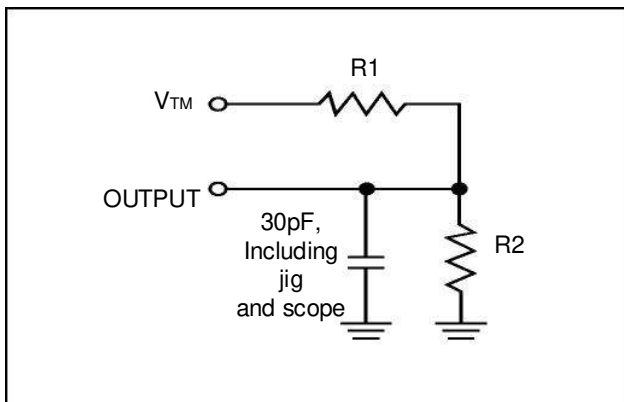 R1
VTM
OUTPUT
30pF,
Including
jig
and scope
R2